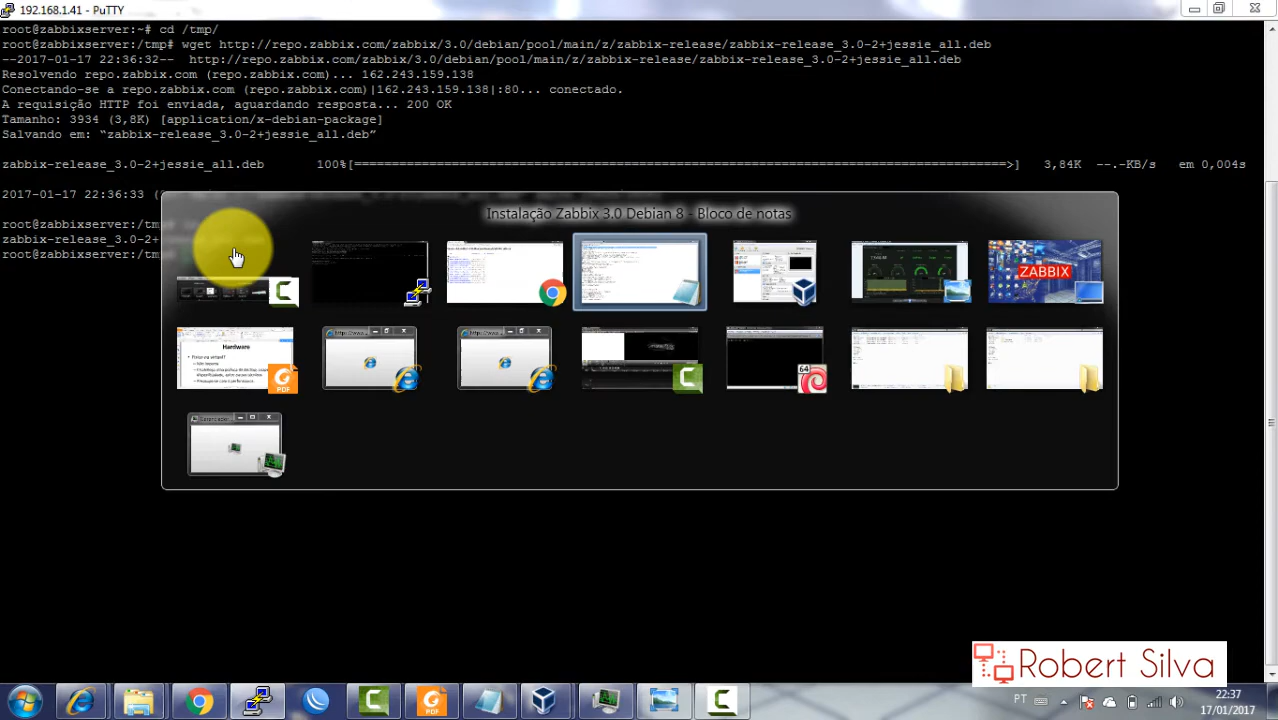 192.168.1.41 - PuTTY
root@zabbixserver:~# cd /tmp/
root@zabbixserver:/tmp# wget http://repo.zabbix.com/zabbix/3.0/debian/pool/main/z/zabbix-release/zabbix-release_3.0-2+jessie_all.deb
--2017-01-17 22:36:32-- http://repo.zabbix.com/zabbix/3.0/debian/pool/main/z/zabbix-release/zabbix-release_3.0-2+jessie_all.deb
Resolvendo repo.zabbix.com (repo.zabbix.com)... 162.243.159.138
Conectando-se a repo.zabbix.com (repo.zabbix.com)|162.243.159.138|:80... conectado.
A requisição HTTP foi enviada, aguardando resposta... 200 OK
Tamanho: 3934 (3,8K) [application/x-debian-package]
Salvando em: “zabbix-release_3.0-2+jessie_all.deb”
zabbix-release_3.0-2+jessie_all.deb 100%[=====================================================================================>] 3,84K --.-KB/s em 0,004s
2017-01-17 22:36:33 (
Instalação Zabbix 3.0 Debian 8 - Bloco de notas
root@zabbixserver:/tm
zabbix-release_3.0-2+
root@zabbixserver:/tm
ZABBIX
Hardware
PDF
64
Robert Silva
PDF
PT
22:37
17/01/2017